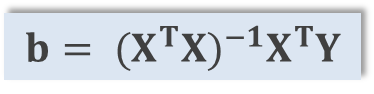 b = (XᵀX)⁻¹XᵀY